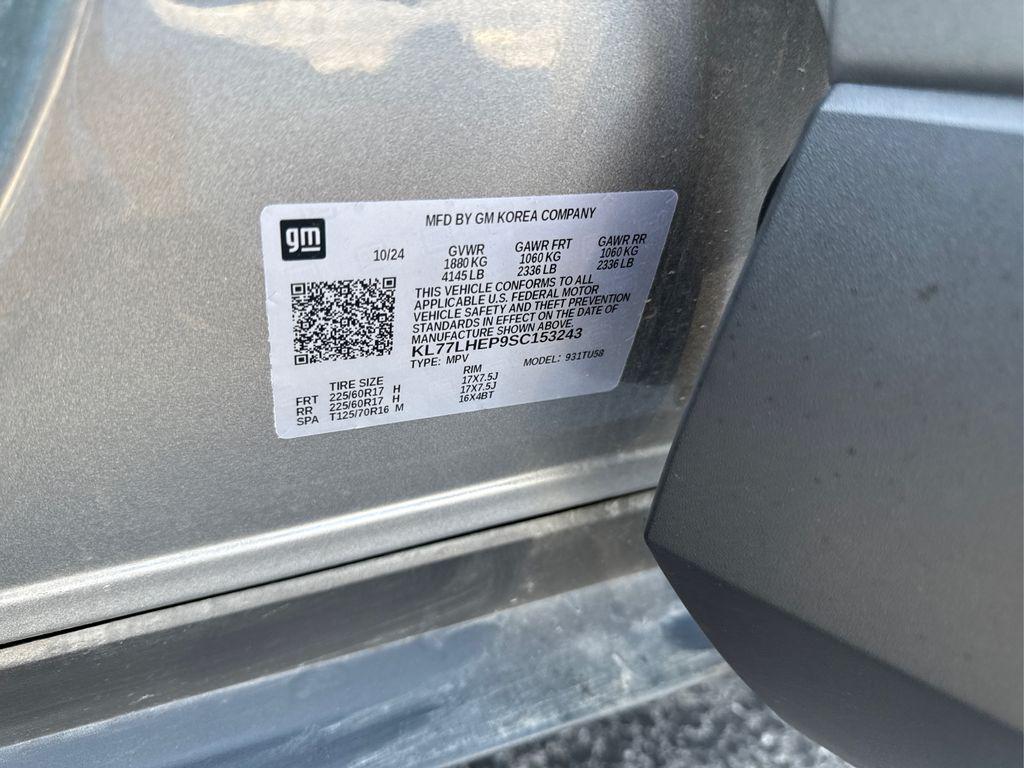 MFD BY GM KOREA COMPANY
gm
10/24
GVWR
1880 KG
4145 LB
GAWR FRT
1060 KG
2336 LB
GAWR RR
1060 KG
2336 LB
THIS VEHICLE CONFORMS TO ALL
APPLICABLE U.S. FEDERAL MOTOR
VEHICLE SAFETY AND THEFT PREVENTION
STANDARDS IN EFFECT ON THE DATE OF
MANUFACTURE SHOWN ABOVE.
KL77LHEP9SC153243
TYPE: MPV MODEL: 931TU58
TIRE SIZE RIM
FRT 225/60R17 H 17X7.5J
RR 225/60R17 H 17X7.5J
SPA T125/70R16 M 16X4BT